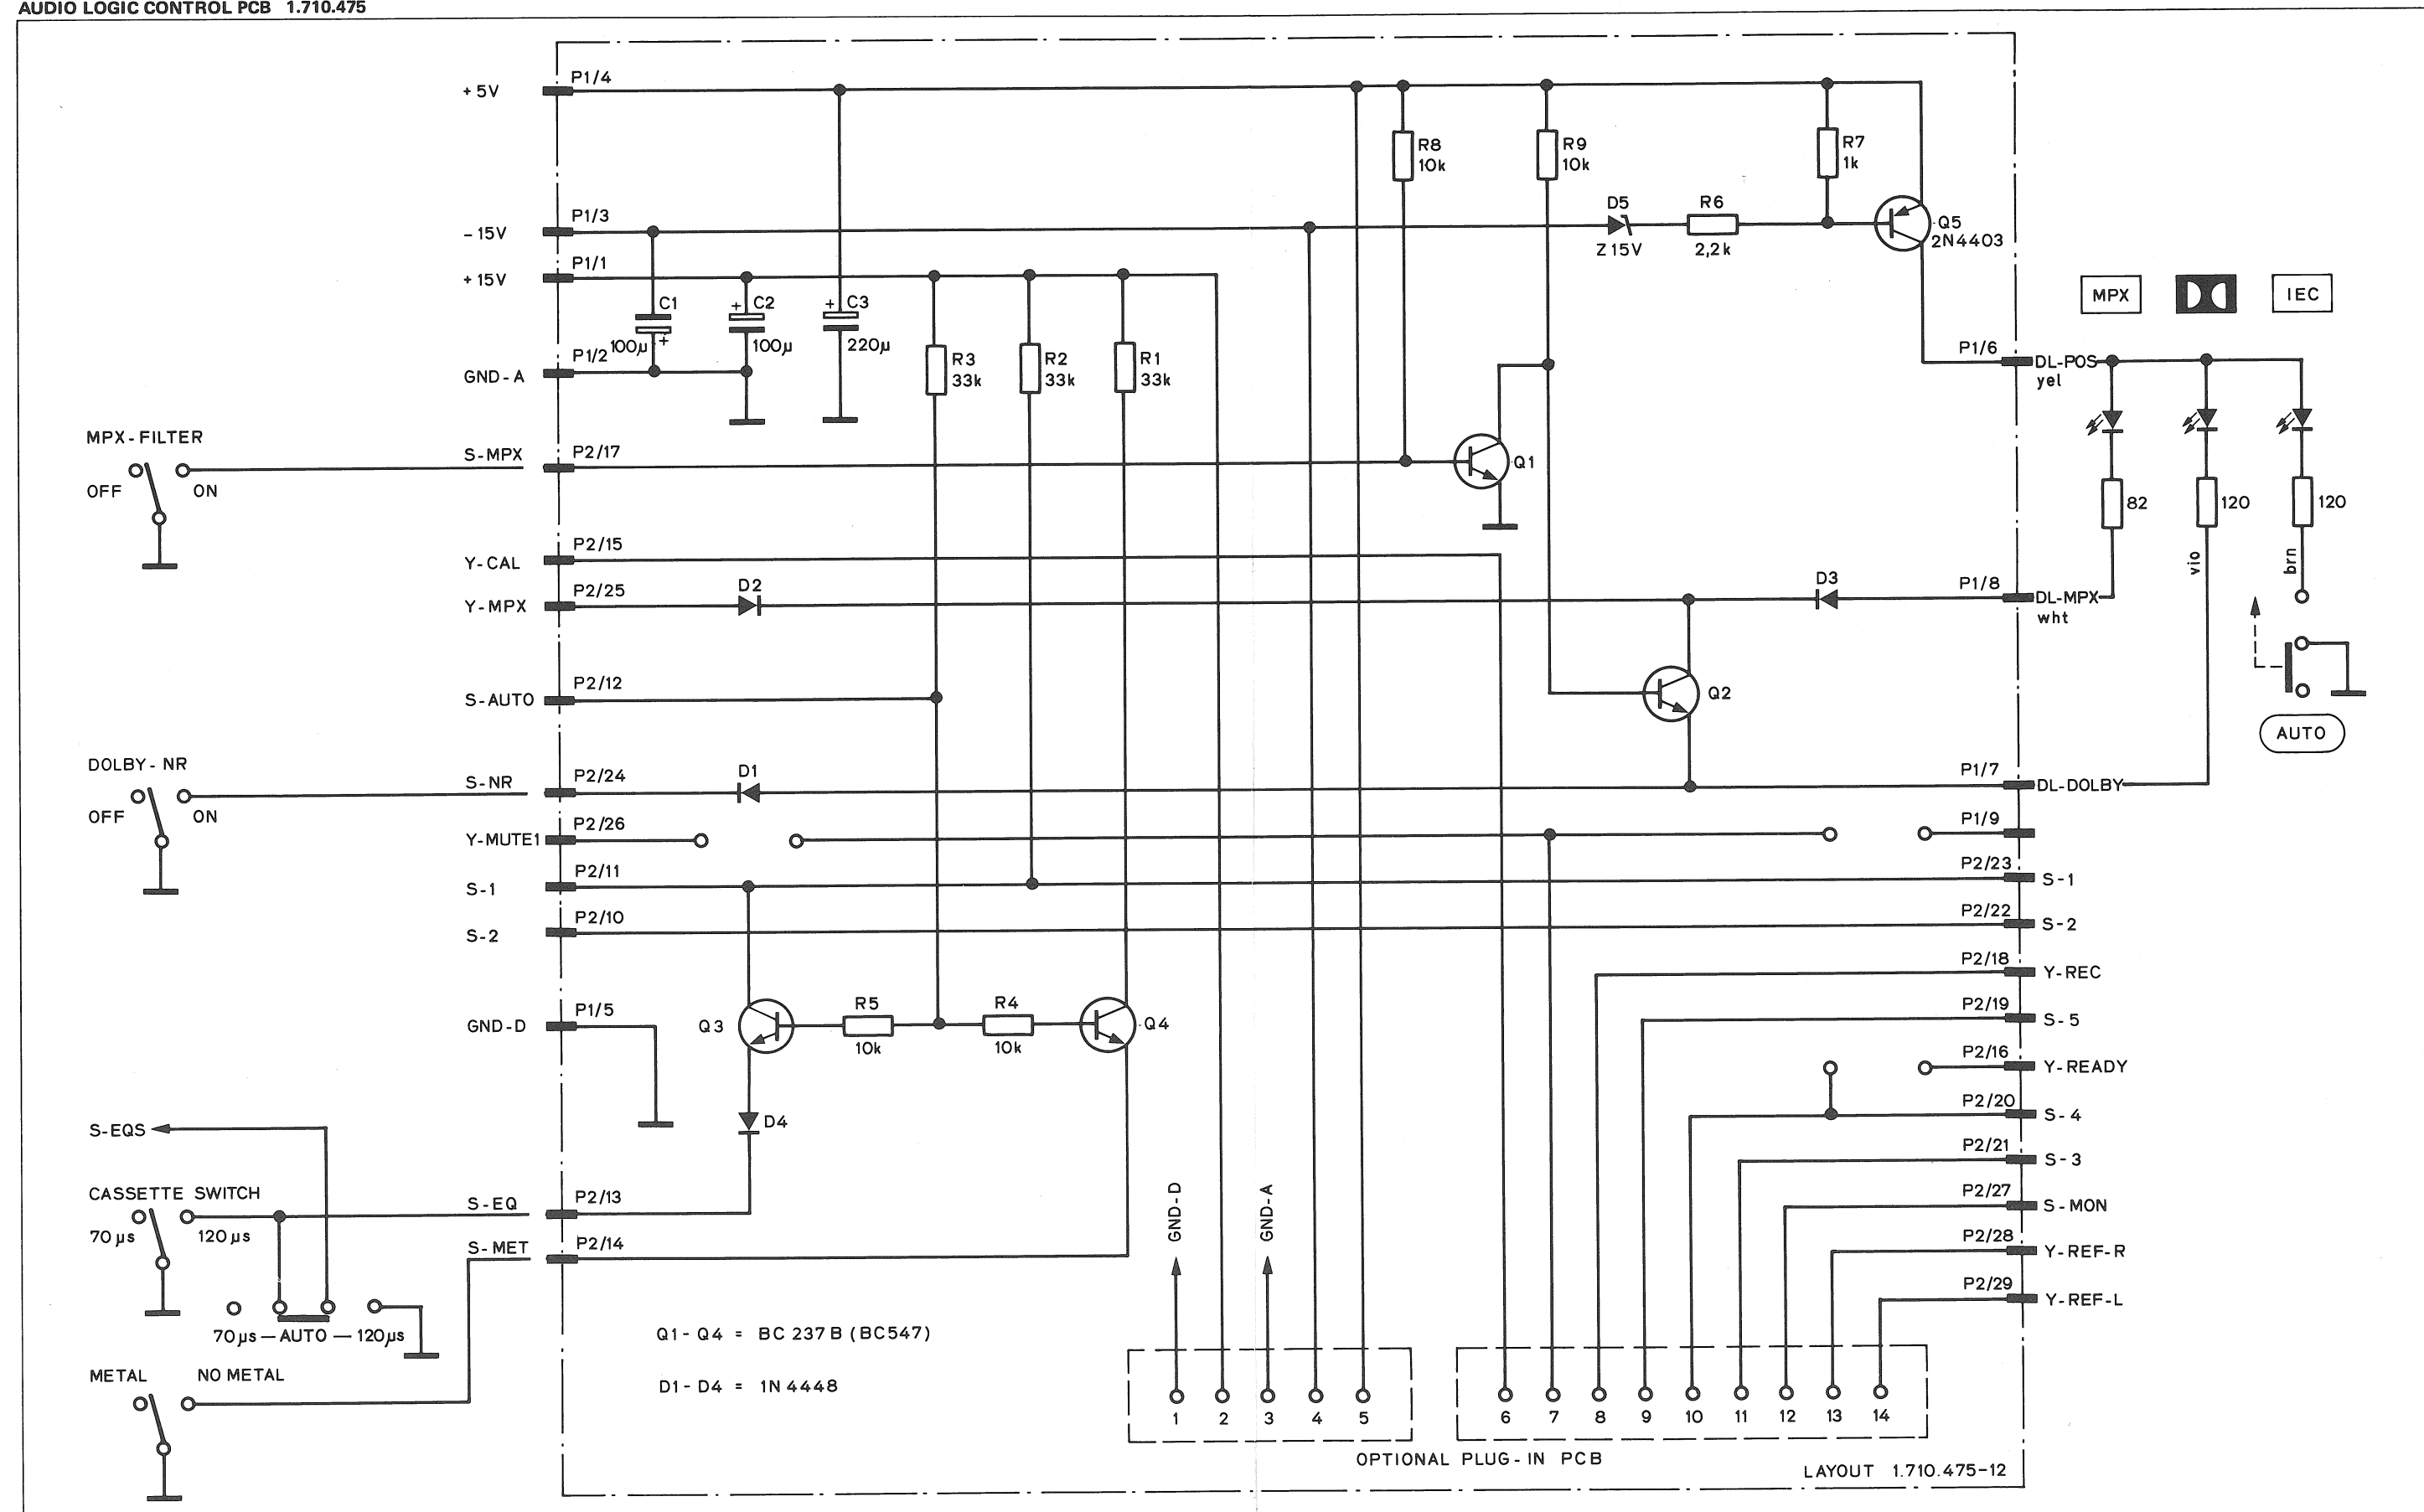 AUDIO LOGIC CONTROL PCB 1.710.475
+5V
P1/4
R8
10k
R9
10k
R7
1k
-15V
P1/3
D5
Z15V
R6
2,2k
Q5
2N4403
+15V
P1/1
C1
100µ
+
+
C2
100µ
+
C3
220µ
MPX
IEC
GND-A
P1/2
R3
33k
R2
33k
R1
33k
P1/6
DL-POS
yel
MPX-FILTER
OFF
ON
S-MPX
P2/17
Q1
82
120
120
vio
brn
Y-CAL
P2/15
Y-MPX
P2/25
D2
D3
P1/8
DL-MPX
wht
S-AUTO
P2/12
Q2
AUTO
DOLBY-NR
OFF
ON
S-NR
P2/24
D1
P1/7
DL-DOLBY
Y-MUTE1
P2/26
P1/9
S-1
P2/11
P2/23
S-1
S-2
P2/10
P2/22
S-2
P2/18
Y-REC
GND-D
P1/5
Q3
R5
10k
R4
10k
Q4
P2/19
S-5
P2/16
Y-READY
D4
P2/20
S-4
S-EQS
P2/21
S-3
CASSETTE SWITCH
70µs
120µs
S-EQ
P2/13
P2/27
S-MON
S-MET
P2/14
GND-D
GND-A
P2/28
Y-REF-R
P2/29
Y-REF-L
70µs — AUTO — 120µs
METAL
NO METAL
Q1-Q4 = BC 237 B (BC547)
D1-D4 = 1N 4448
1 2 3 4 5
6 7 8 9 10 11 12 13 14
OPTIONAL PLUG-IN PCB
LAYOUT 1.710.475-12